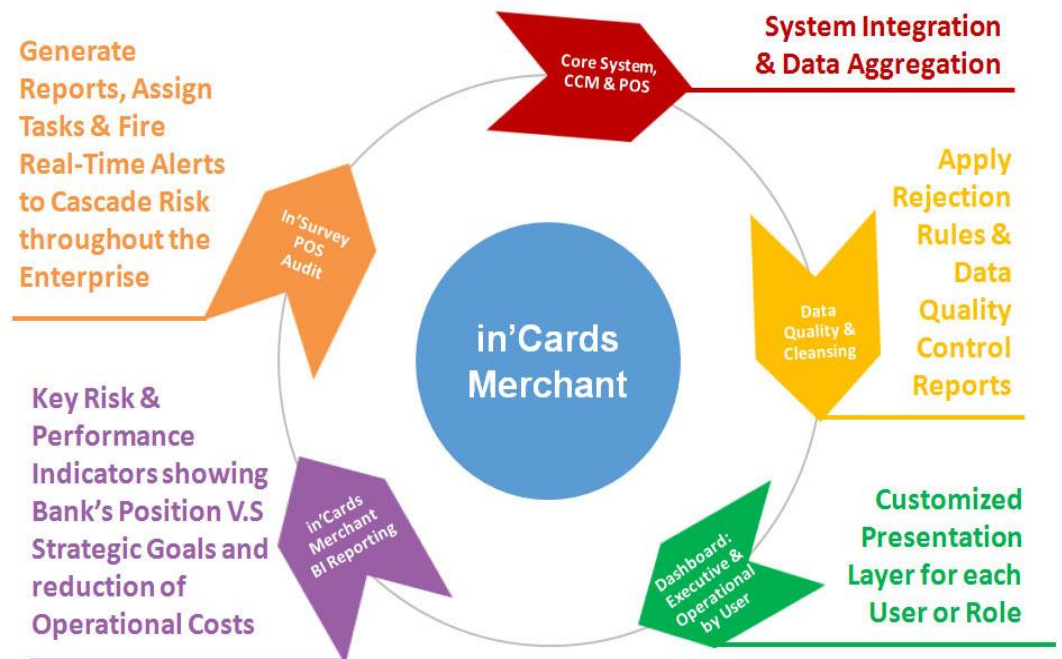 System Integration
& Data Aggregation
Core System,
CCM & POS
Apply
Rejection
Rules &
Data
Quality
Control
Reports
Data
Quality &
Cleansing
Customized
Presentation
Layer for each
User or Role
Dashboard:
Executive &
Operational
by User
Key Risk &
Performance
Indicators showing
Bank's Position V.S
Strategic Goals and
reduction of
Operational Costs
in'Cards
Merchant
BI Reporting
Generate
Reports, Assign
Tasks & Fire
Real-Time Alerts
to Cascade Risk
throughout the
Enterprise
In'Survey
POS
Audit
in'Cards
Merchant